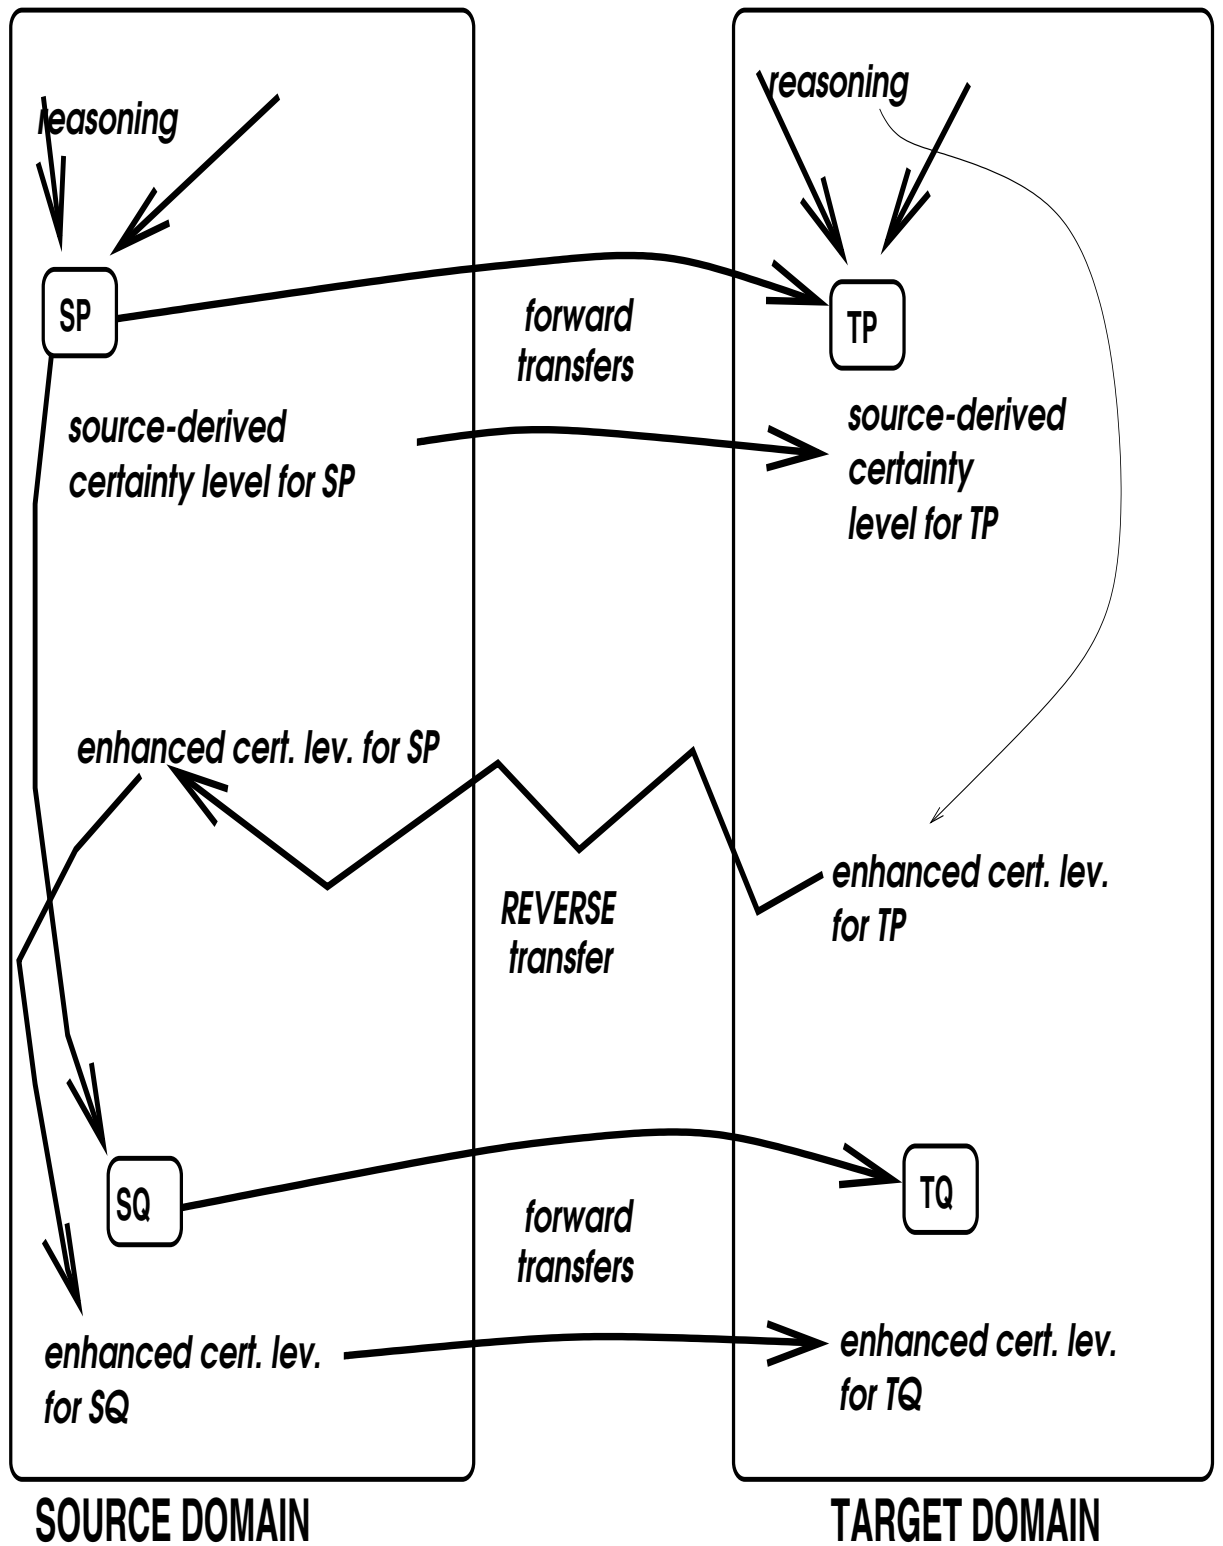 reasoning
reasoning
SP
TP
forward
transfers
source-derived
certainty level for SP
source-derived
certainty
level for TP
enhanced cert. lev. for SP
REVERSE
transfer
enhanced cert. lev.
for TP
SQ
TQ
forward
transfers
enhanced cert. lev.
for SQ
enhanced cert. lev.
for TQ
SOURCE DOMAIN
TARGET DOMAIN